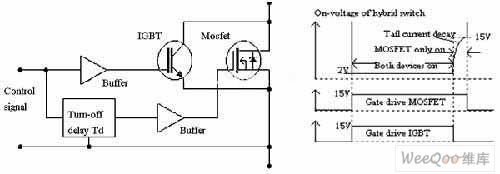 IGBT
Mosfet
Buffer
Control
signal
Turn-off
delay Td
Buffer
On-voltage of hybrid switch
Tail current decay
15V
MOSFET only on
Both devices on
2V
15V
Gate drive MOSFET
15V
Gate drive IGBT
WeeQoo维库